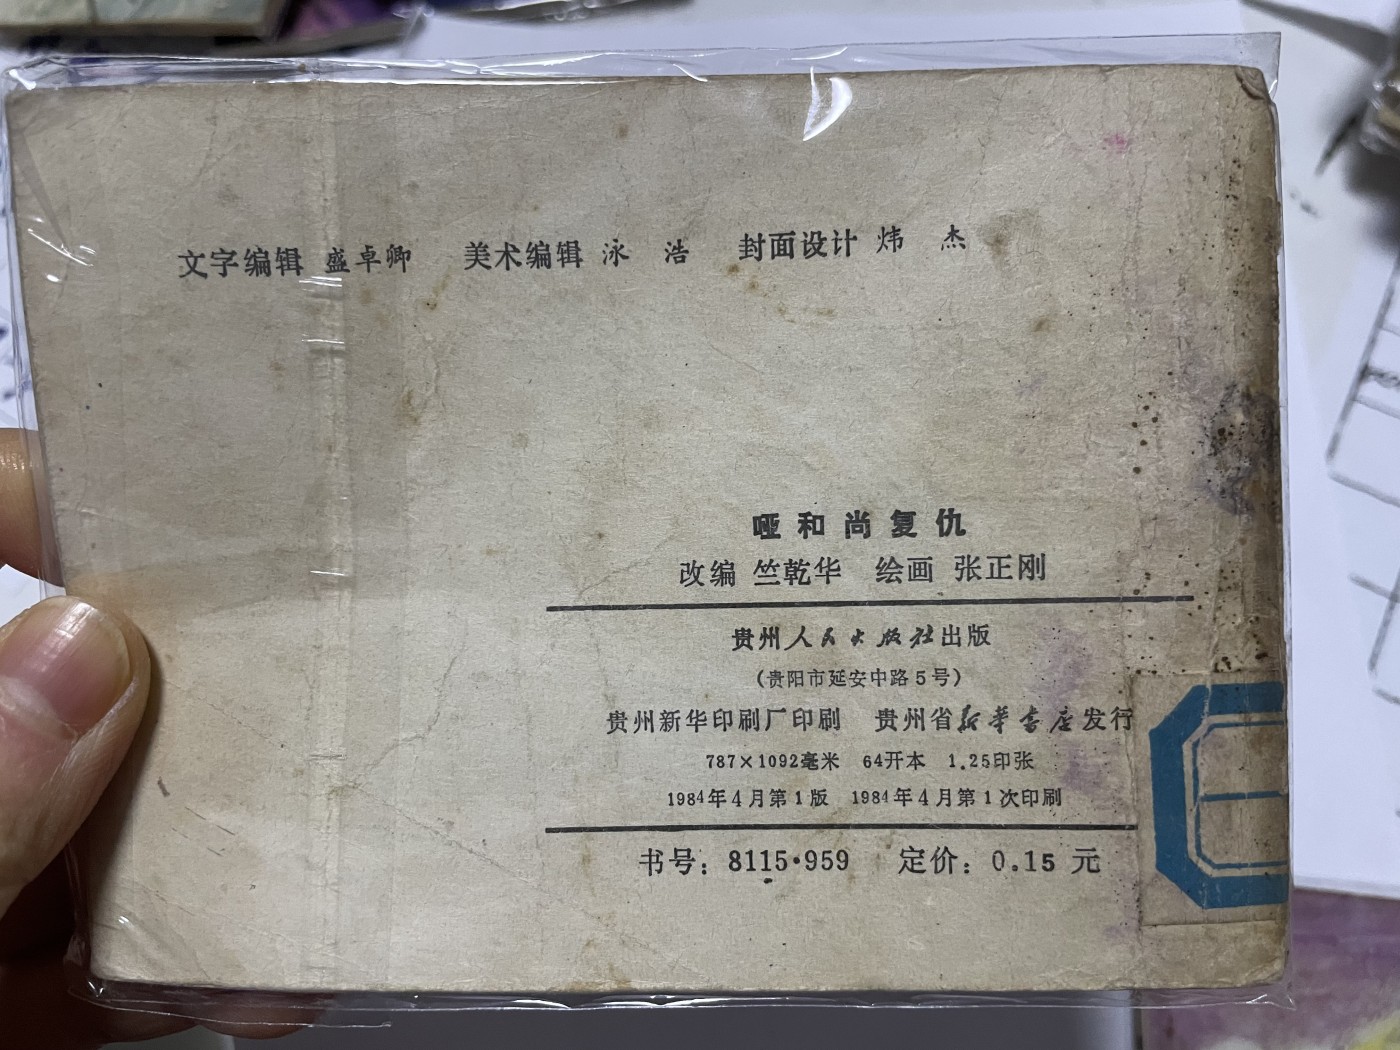 文字编辑 盛卓卿 美术编辑 泳 浩 封面设计 炜 杰
哑和尚复仇
改编 竺乾华 绘画 张正刚
贵州人民出版社出版
（贵阳市延安中路5号）
贵州新华印刷厂印刷 贵州省新华书店发行
787×1092毫米 64开本 1.25印张
1984年4月第1版 1984年4月第1次印刷
书号：8115·959 定价：0.15 元